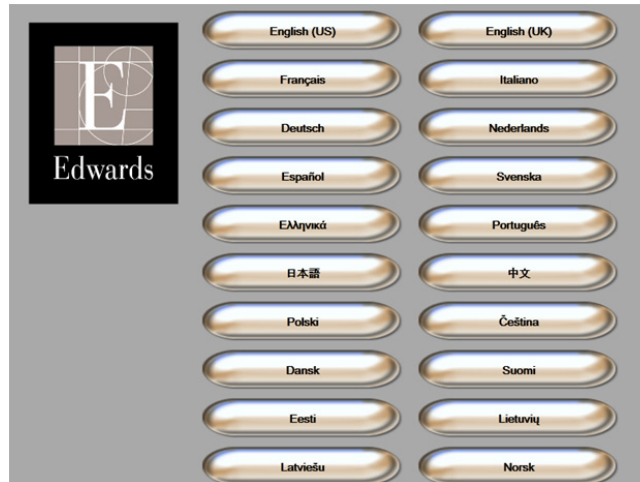 Edwards
English (US)
English (UK)
Français
Italiano
Deutsch
Nederlands
Español
Svenska
Ελληνικά
Português
日本語
中文
Polski
Čeština
Dansk
Suomi
Eesti
Lietuvių
Latviešu
Norsk